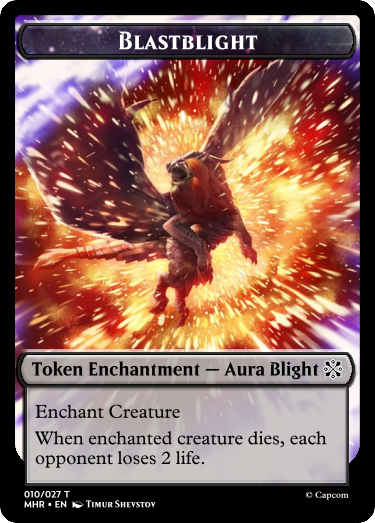 Blastblight
Token Enchantment — Aura Blight
Enchant Creature
When enchanted creature dies, each
opponent loses 2 life.
010/027 T
MHR • EN Timur Shevstov
© Capcom